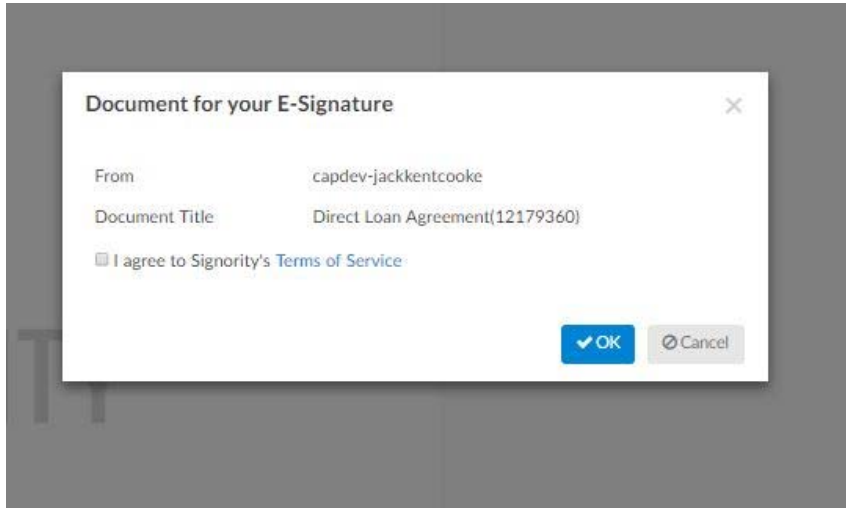 Document for your E-Signature
From capdev-jackkentcooke
Document Title Direct Loan Agreement(12179360)
I agree to Signority's Terms of Service
OK Cancel
ITY